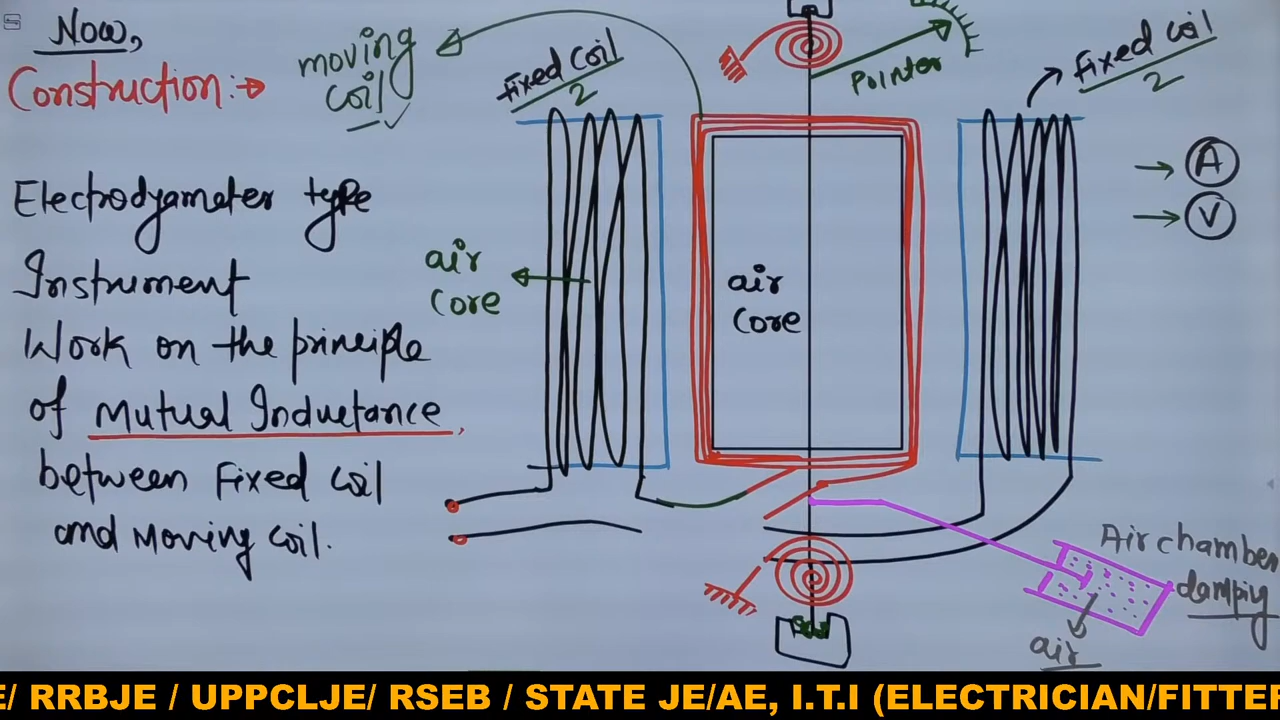 Now,
Construction:→
moving
coil
Fixed coil
2
Pointer
Fixed coil
2
A
V
Electrodyameter type
Instrument
Work on the principle
of Mutual Inductance
between Fixed coil
and Moving coil.
air
core
air
core
Air chamber
damping
air
E/ RRBJE / UPPCLJE/ RSEB / STATE JE/AE, I.T.I (ELECTRICIAN/FITTER